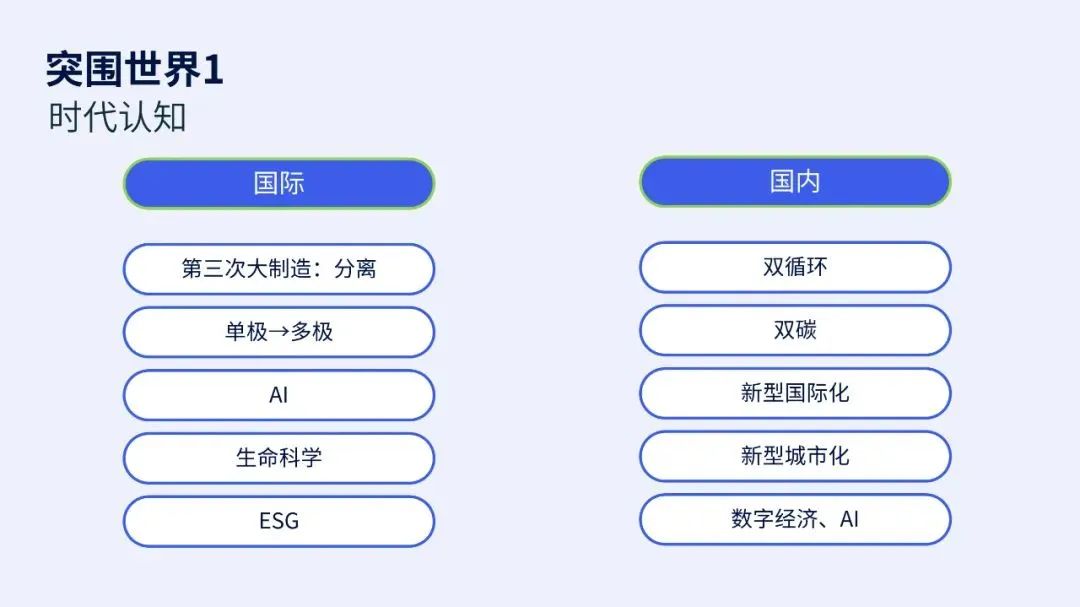 突围世界1
时代认知
国际
第三次大制造：分离
单极→多极
AI
生命科学
ESG
国内
双循环
双碳
新型国际化
新型城市化
数字经济、AI